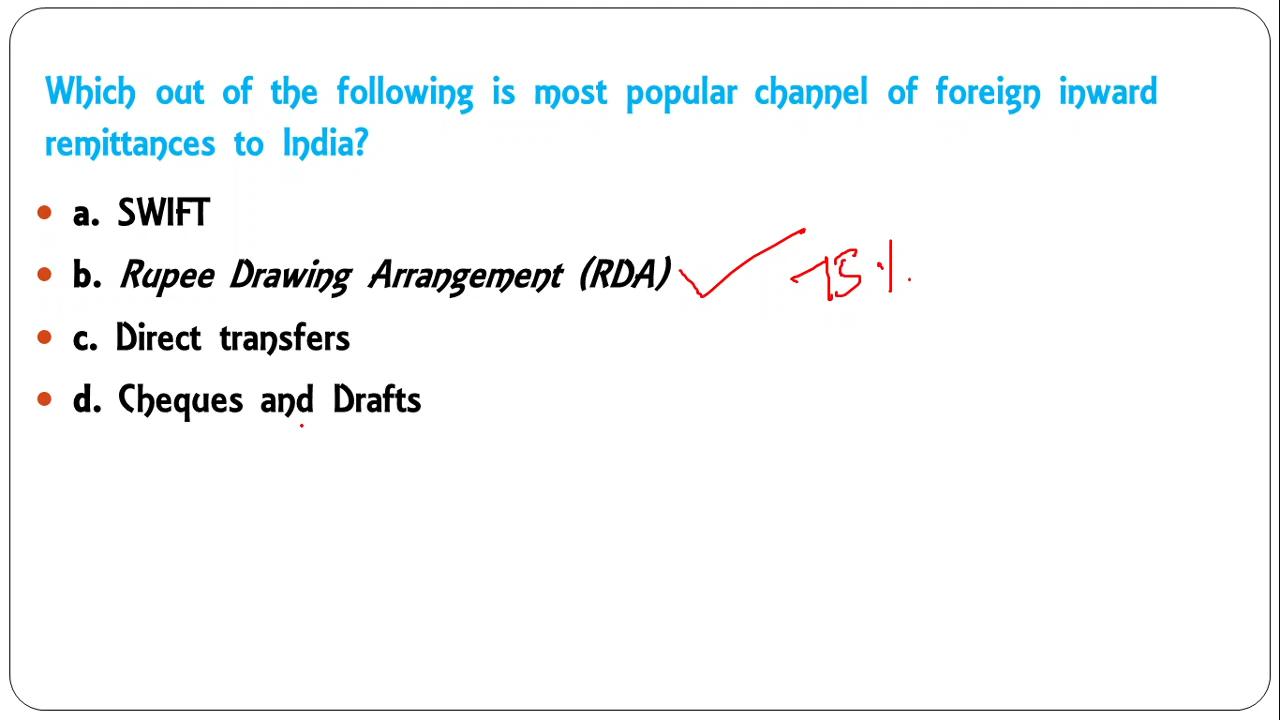 Which out of the following is most popular channel of foreign inward
remittances to India?
• a. SWIFT
• b. Rupee Drawing Arrangement (RDA)
• c. Direct transfers
• d. Cheques and Drafts